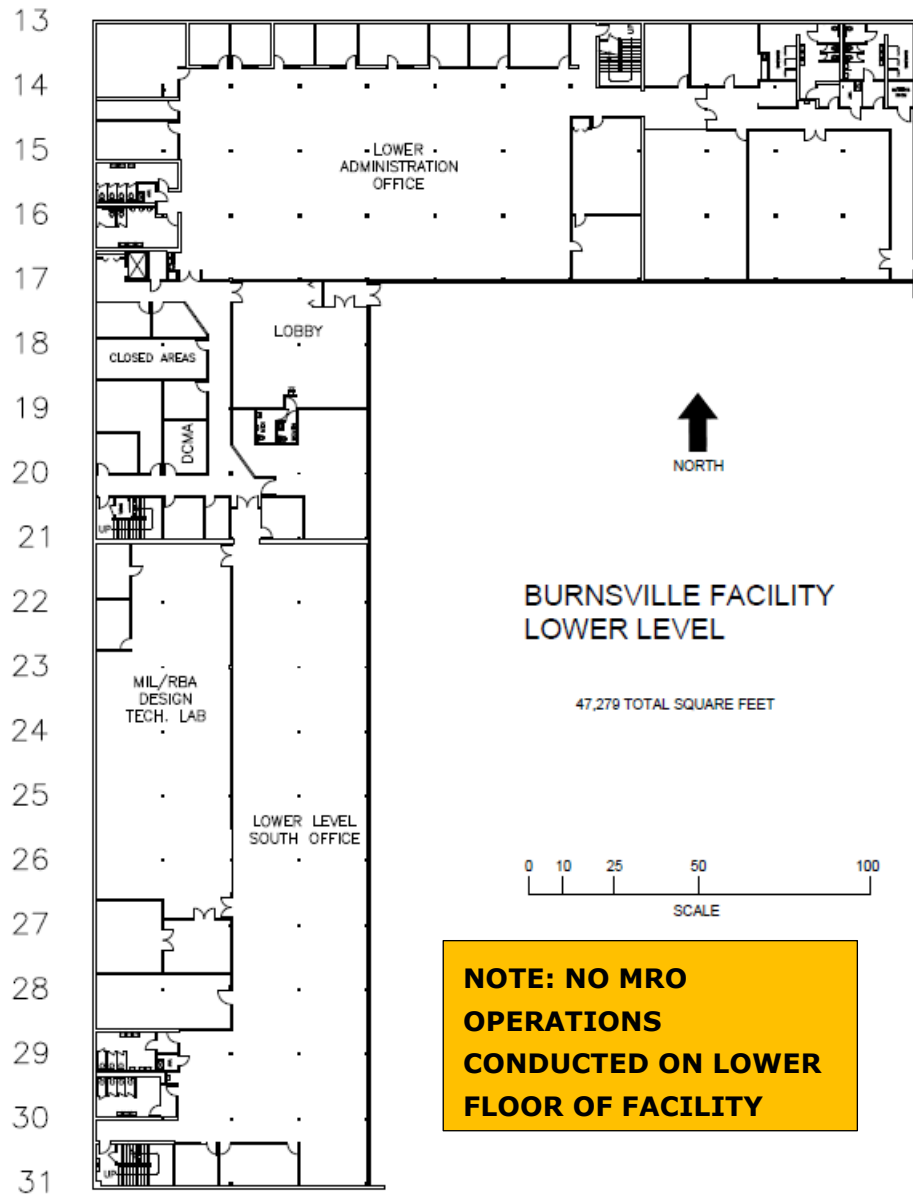 13
14
15
LOWER
ADMINISTRATION
OFFICE
16
17
LOBBY
18
CLOSED AREAS
19
DCMA
20
NORTH
UP
21
22
BURNSVILLE FACILITY
LOWER LEVEL
23
MIL/RBA
DESIGN
TECH. LAB
47,279 TOTAL SQUARE FEET
24
25
LOWER LEVEL
SOUTH OFFICE
26
0 10 25 50 100
SCALE
27
28
NOTE: NO MRO
OPERATIONS
CONDUCTED ON LOWER
FLOOR OF FACILITY
29
30
UP
31